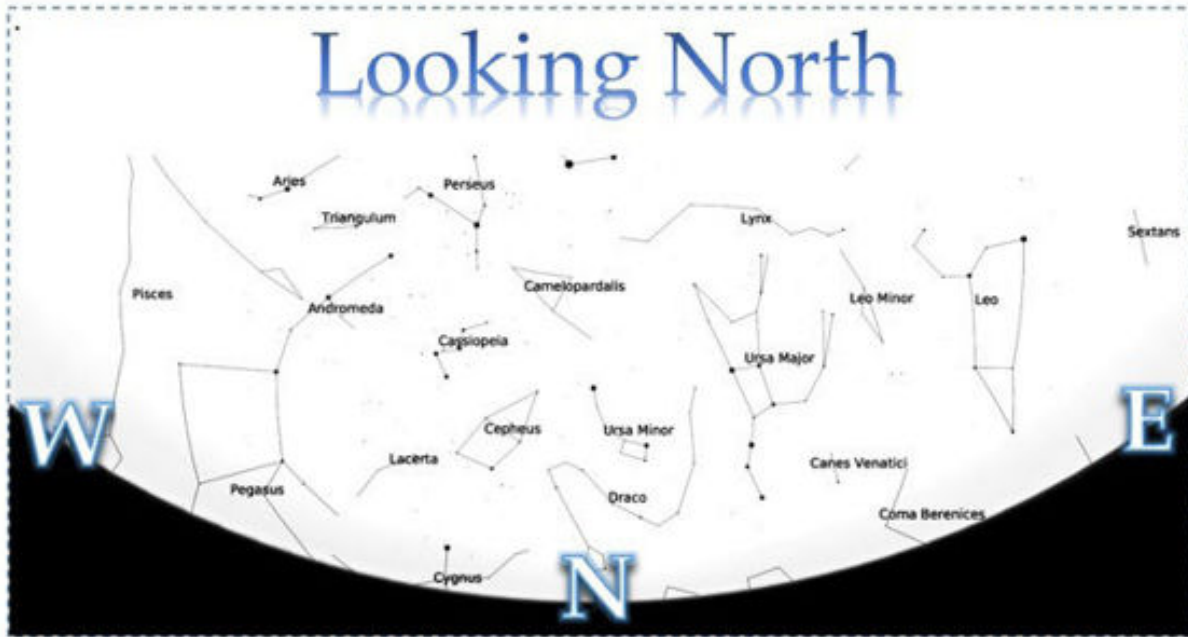 Looking North
Aries
Perseus
Triangulum
Lynx
Sextans
Pisces
Andromeda
Camelopardalis
Leo Minor
Leo
Cassiopeia
Ursa Major
W
E
Cepheus
Ursa Minor
Lacerta
Canes Venatici
Pegasus
Draco
Coma Berenices
Cygnus
N